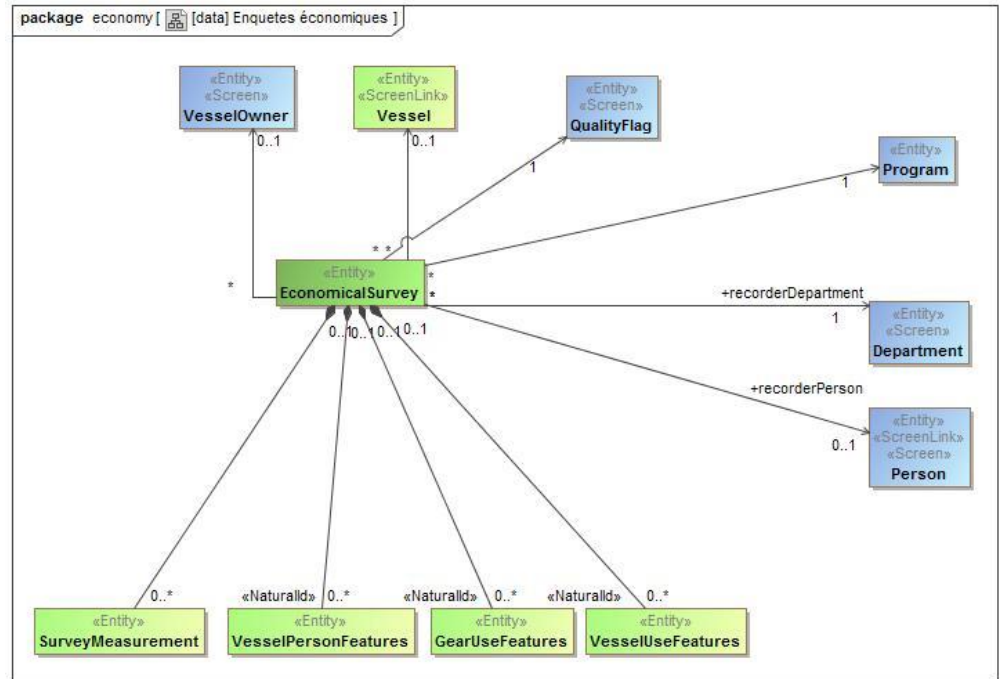 package economy [ [data] Enquetes économiques ]
«Entity»
«Screen»
VesselOwner
0..1
«Entity»
«ScreenLink»
Vessel
0..1
«Entity»
«Screen»
QualityFlag
1
«Entity»
Program
1
* *
*
«Entity»
EconomicalSurvey
*
*
+recorderDepartment
1
«Entity»
«Screen»
Department
+recorderPerson
0..1
«Entity»
«ScreenLink»
«Screen»
Person
0..1 0..1 0..1 0..1
0..*
«NaturalId» 0..*
«NaturalId» 0..*
«NaturalId» 0..*
«Entity»
SurveyMeasurement
«Entity»
VesselPersonFeatures
«Entity»
GearUseFeatures
«Entity»
VesselUseFeatures